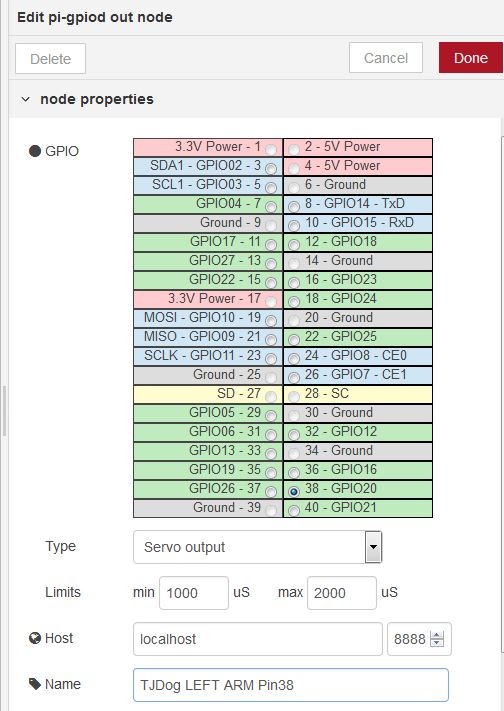 Edit pi-gpiod out node
Delete Cancel Done
node properties
GPIO
3.3V Power - 1 2 - 5V Power
SDA1 - GPIO02 - 3 4 - 5V Power
SCL1 - GPIO03 - 5 6 - Ground
GPIO04 - 7 8 - GPIO14 - TxD
Ground - 9 10 - GPIO15 - RxD
GPIO17 - 11 12 - GPIO18
GPIO27 - 13 14 - Ground
GPIO22 - 15 16 - GPIO23
3.3V Power - 17 18 - GPIO24
MOSI - GPIO10 - 19 20 - Ground
MISO - GPIO09 - 21 22 - GPIO25
SCLK - GPIO11 - 23 24 - GPIO8 - CE0
Ground - 25 26 - GPIO7 - CE1
SD - 27 28 - SC
GPIO05 - 29 30 - Ground
GPIO06 - 31 32 - GPIO12
GPIO13 - 33 34 - Ground
GPIO19 - 35 36 - GPIO16
GPIO26 - 37 38 - GPIO20
Ground - 39 40 - GPIO21
Type Servo output
Limits min 1000 uS max 2000 uS
Host localhost 8888
Name TJDog LEFT ARM Pin38